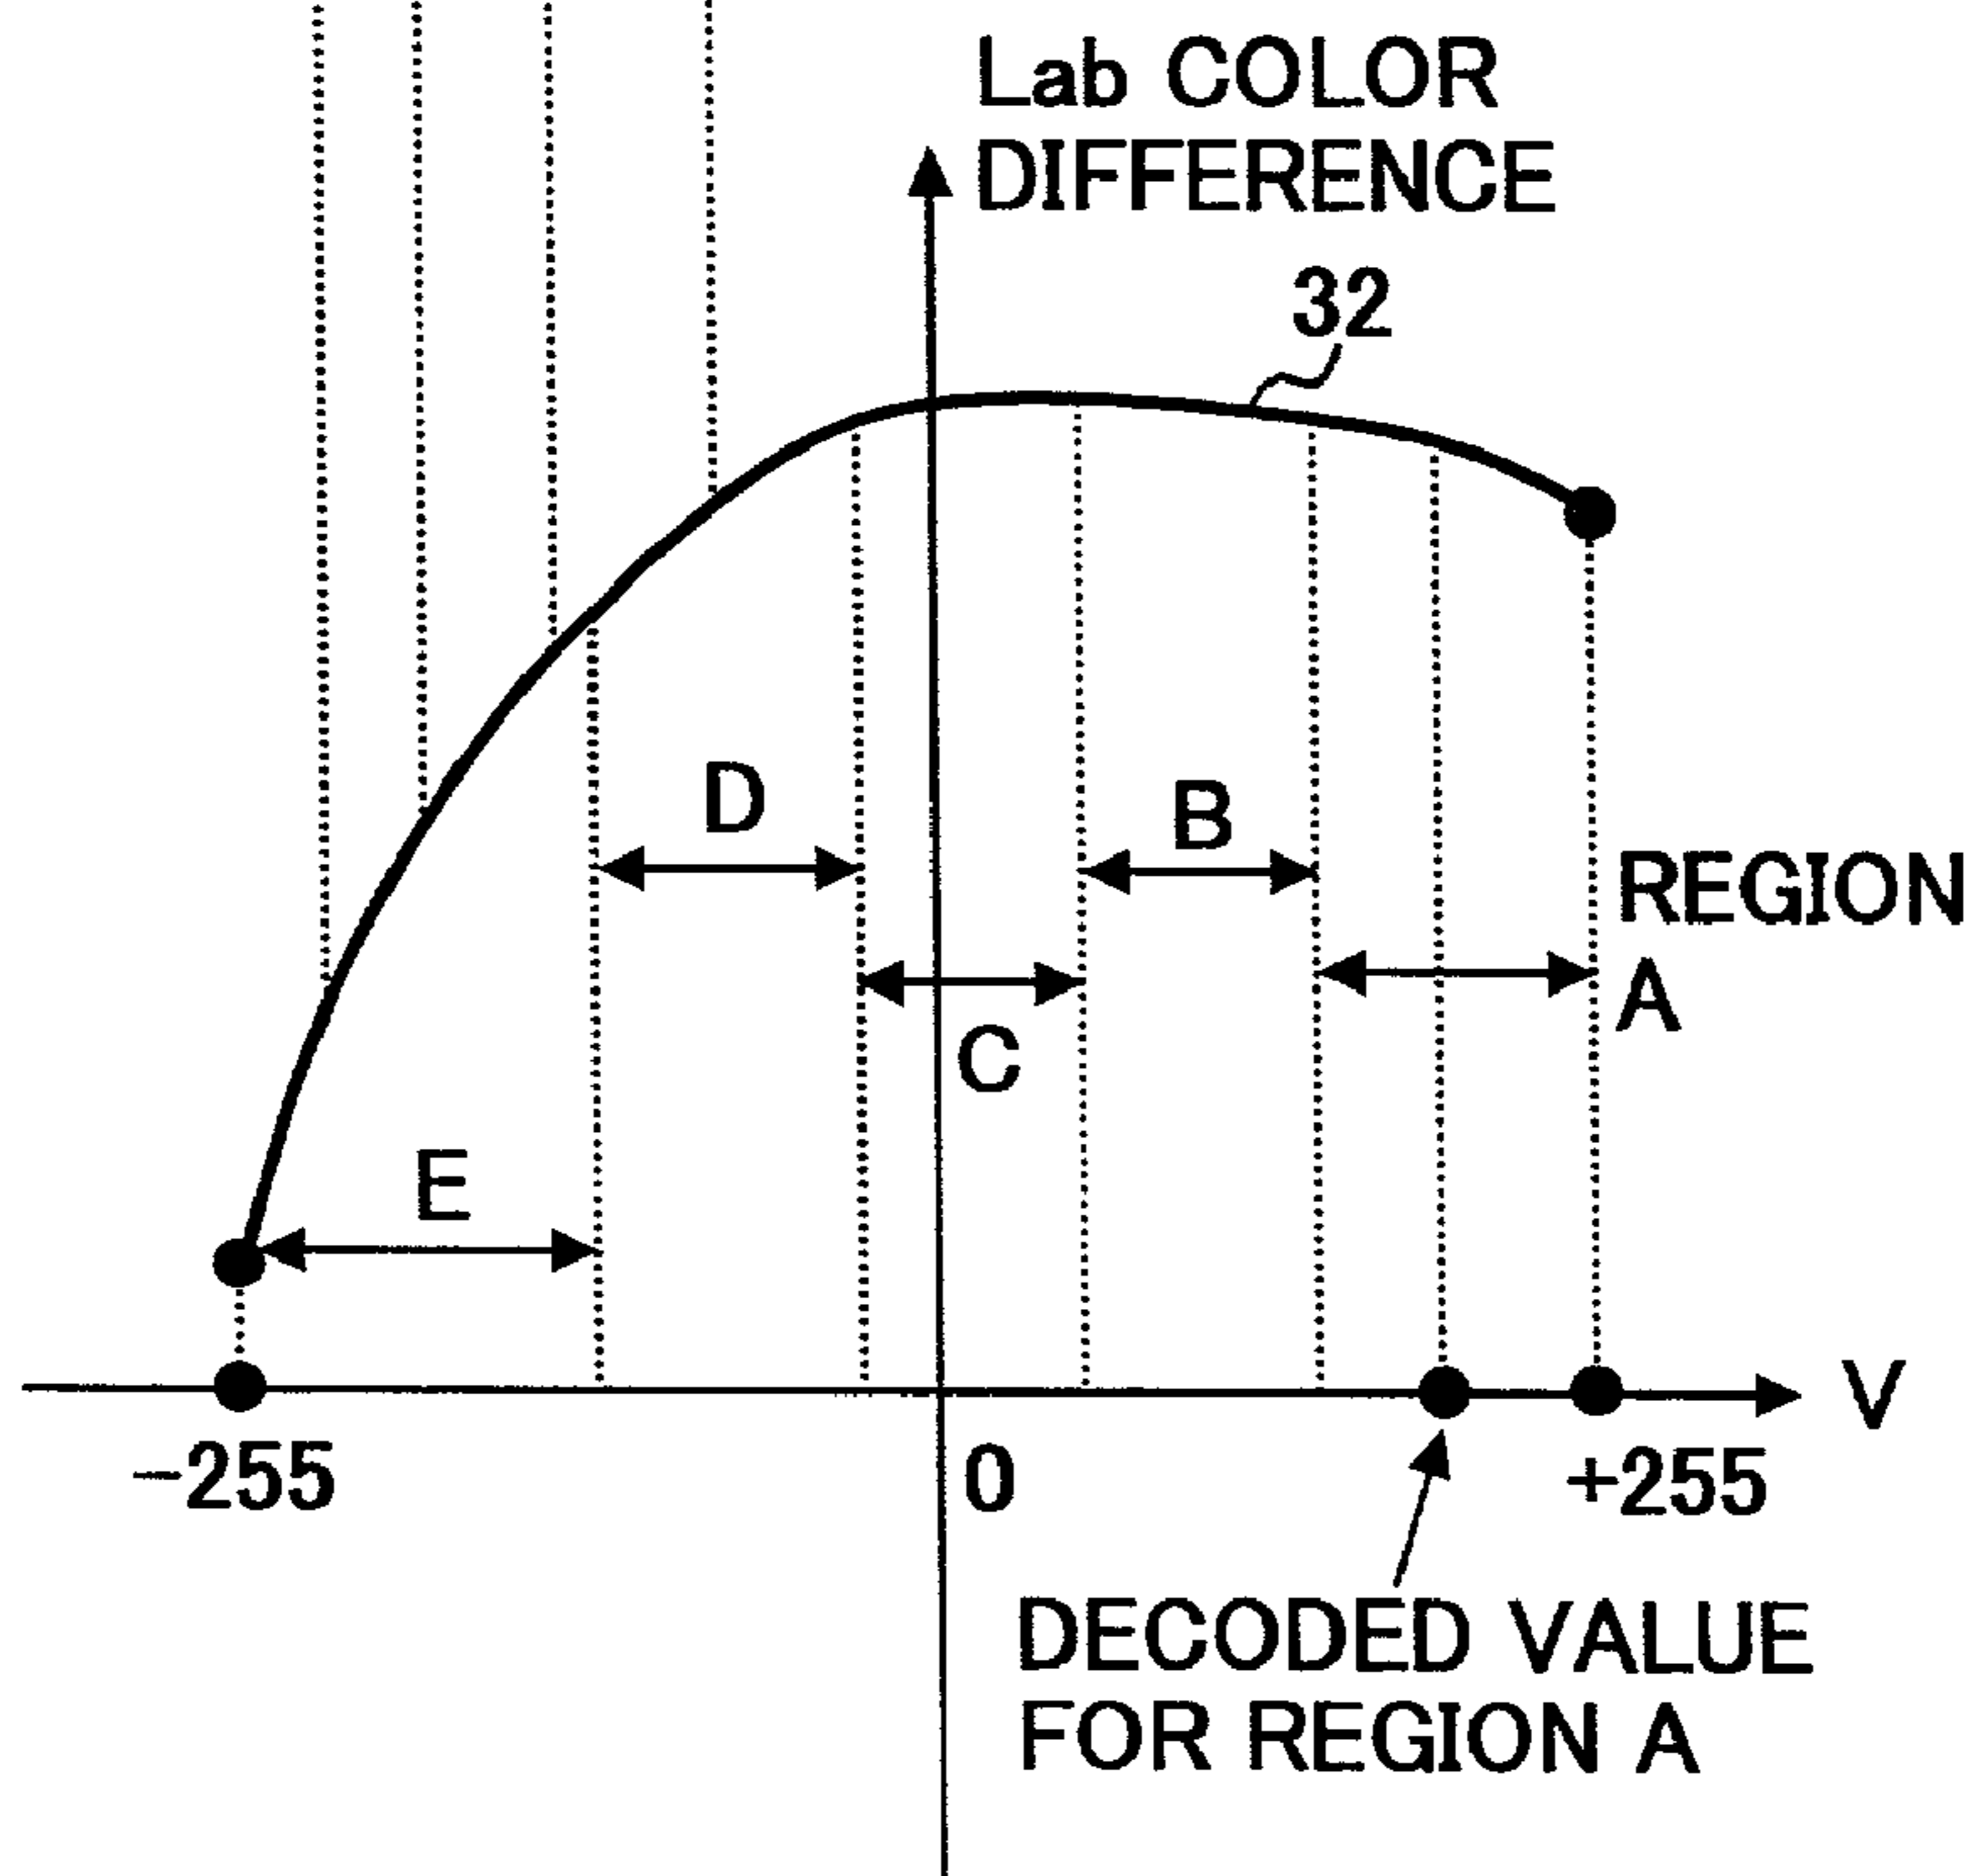 Lab COLOR
DIFFERENCE
32
D
B
REGION
A
C
E
V
−255
0
+255
DECODED VALUE
FOR REGION A